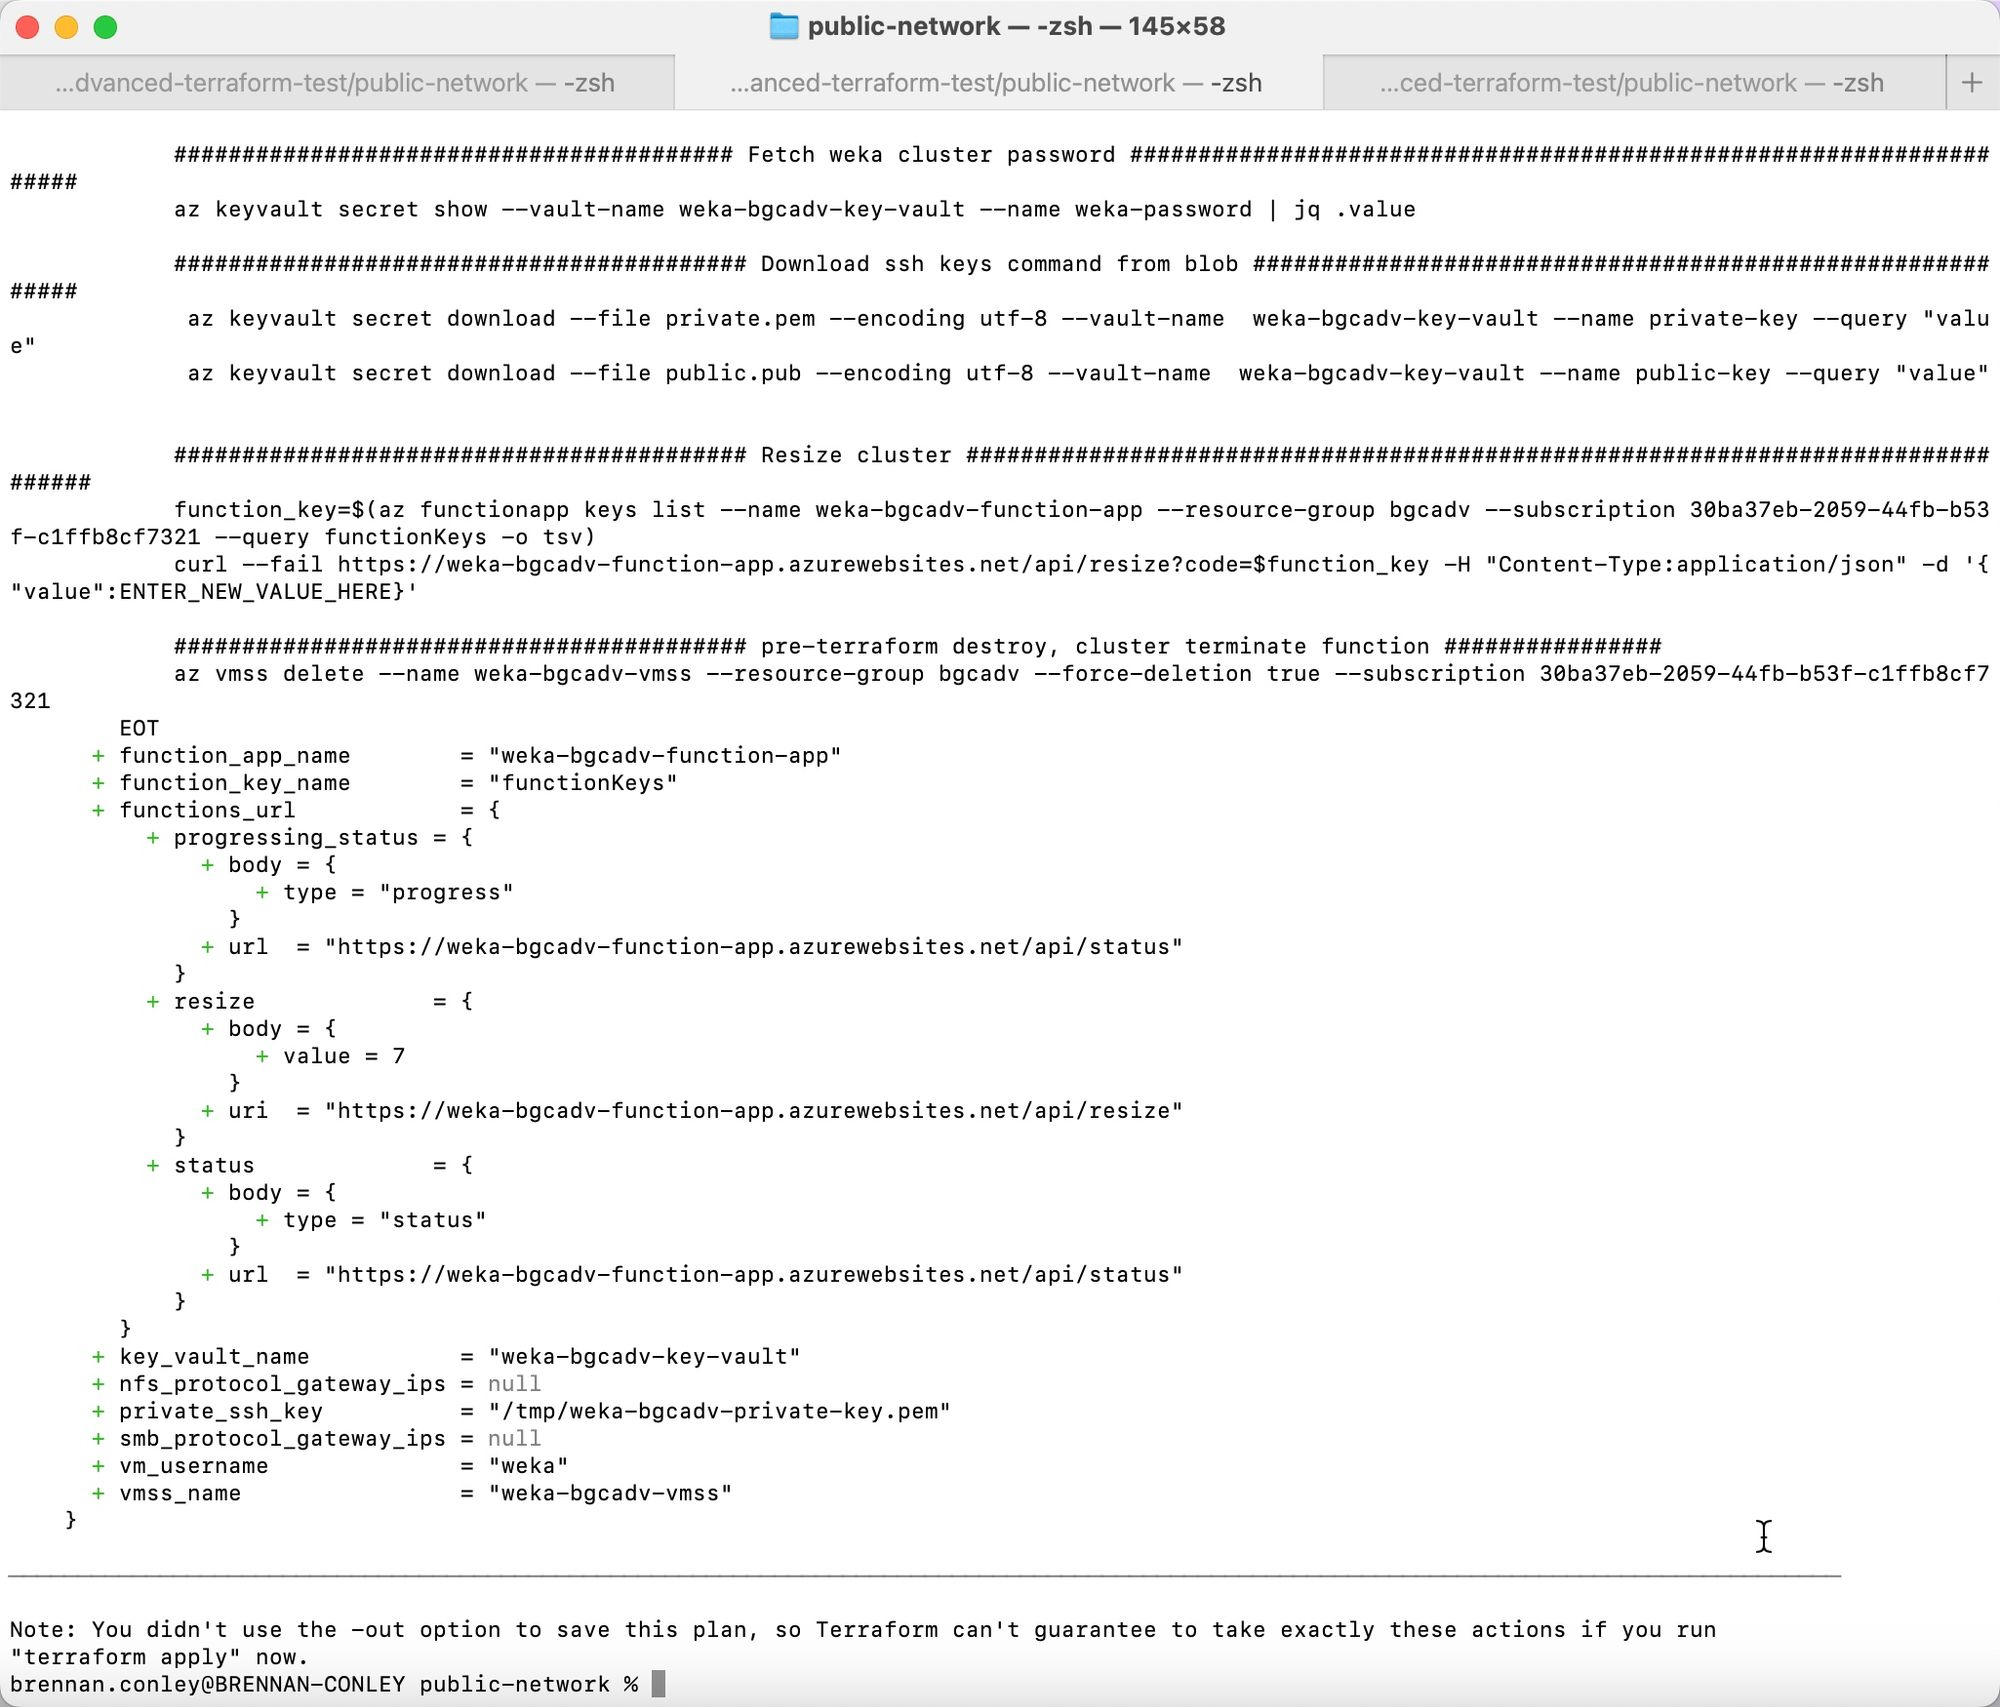 public-network — -zsh — 145×58
...dvanced-terraform-test/public-network — -zsh
...anced-terraform-test/public-network — -zsh
...ced-terraform-test/public-network — -zsh
+
######################################### Fetch weka cluster password ###############################################################
#####
az keyvault secret show --vault-name weka-bgcadv-key-vault --name weka-password | jq .value
########################################## Download ssh keys command from blob ######################################################
#####
az keyvault secret download --file private.pem --encoding utf-8 --vault-name  weka-bgcadv-key-vault --name private-key --query "valu
e"
az keyvault secret download --file public.pub --encoding utf-8 --vault-name  weka-bgcadv-key-vault --name public-key --query "value"
########################################## Resize cluster ###########################################################################
######
function_key=$(az functionapp keys list --name weka-bgcadv-function-app --resource-group bgcadv --subscription 30ba37eb-2059-44fb-b53
f-c1ffb8cf7321 --query functionKeys -o tsv)
curl --fail https://weka-bgcadv-function-app.azurewebsites.net/api/resize?code=$function_key -H "Content-Type:application/json" -d '{
"value":ENTER_NEW_VALUE_HERE}'
########################################## pre-terraform destroy, cluster terminate function ################
az vmss delete --name weka-bgcadv-vmss --resource-group bgcadv --force-deletion true --subscription 30ba37eb-2059-44fb-b53f-c1ffb8cf7
321
EOT
+ function_app_name         = "weka-bgcadv-function-app"
+ function_key_name         = "functionKeys"
+ functions_url             = {
+ progressing_status = {
+ body = {
+ type = "progress"
}
+ url  = "https://weka-bgcadv-function-app.azurewebsites.net/api/status"
}
+ resize             = {
+ body = {
+ value = 7
}
+ uri  = "https://weka-bgcadv-function-app.azurewebsites.net/api/resize"
}
+ status             = {
+ body = {
+ type = "status"
}
+ url  = "https://weka-bgcadv-function-app.azurewebsites.net/api/status"
}
}
+ key_vault_name           = "weka-bgcadv-key-vault"
+ nfs_protocol_gateway_ips = null
+ private_ssh_key          = "/tmp/weka-bgcadv-private-key.pem"
+ smb_protocol_gateway_ips = null
+ vm_username              = "weka"
+ vmss_name                = "weka-bgcadv-vmss"
}
Note: You didn't use the -out option to save this plan, so Terraform can't guarantee to take exactly these actions if you run
"terraform apply" now.
brennan.conley@BRENNAN-CONLEY public-network %